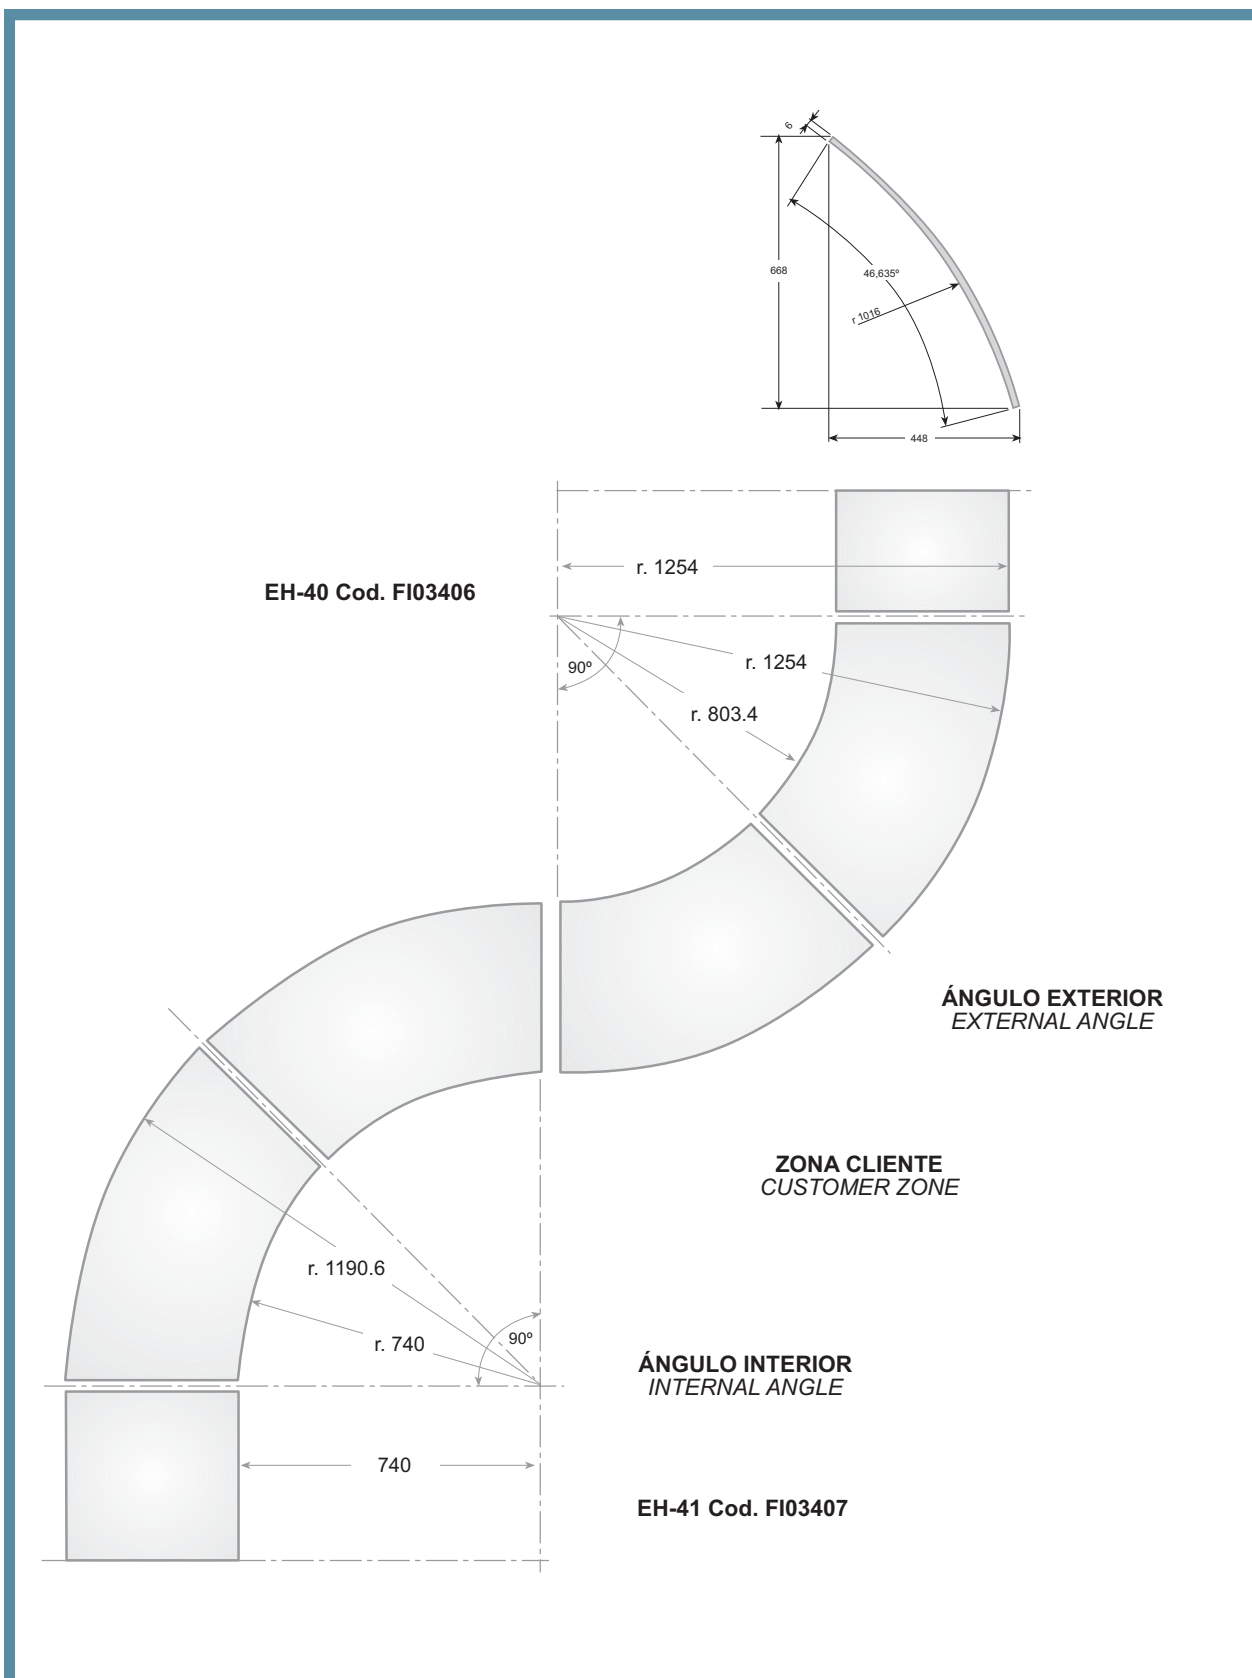 6
668
46,635º
r 1016
448
r. 1254
EH-40 Cod. FI03406
90º
r. 1254
r. 803.4
ÁNGULO EXTERIOR
EXTERNAL ANGLE
ZONA CLIENTE
CUSTOMER ZONE
r. 1190.6
90º
r. 740
ÁNGULO INTERIOR
INTERNAL ANGLE
740
EH-41 Cod. FI03407